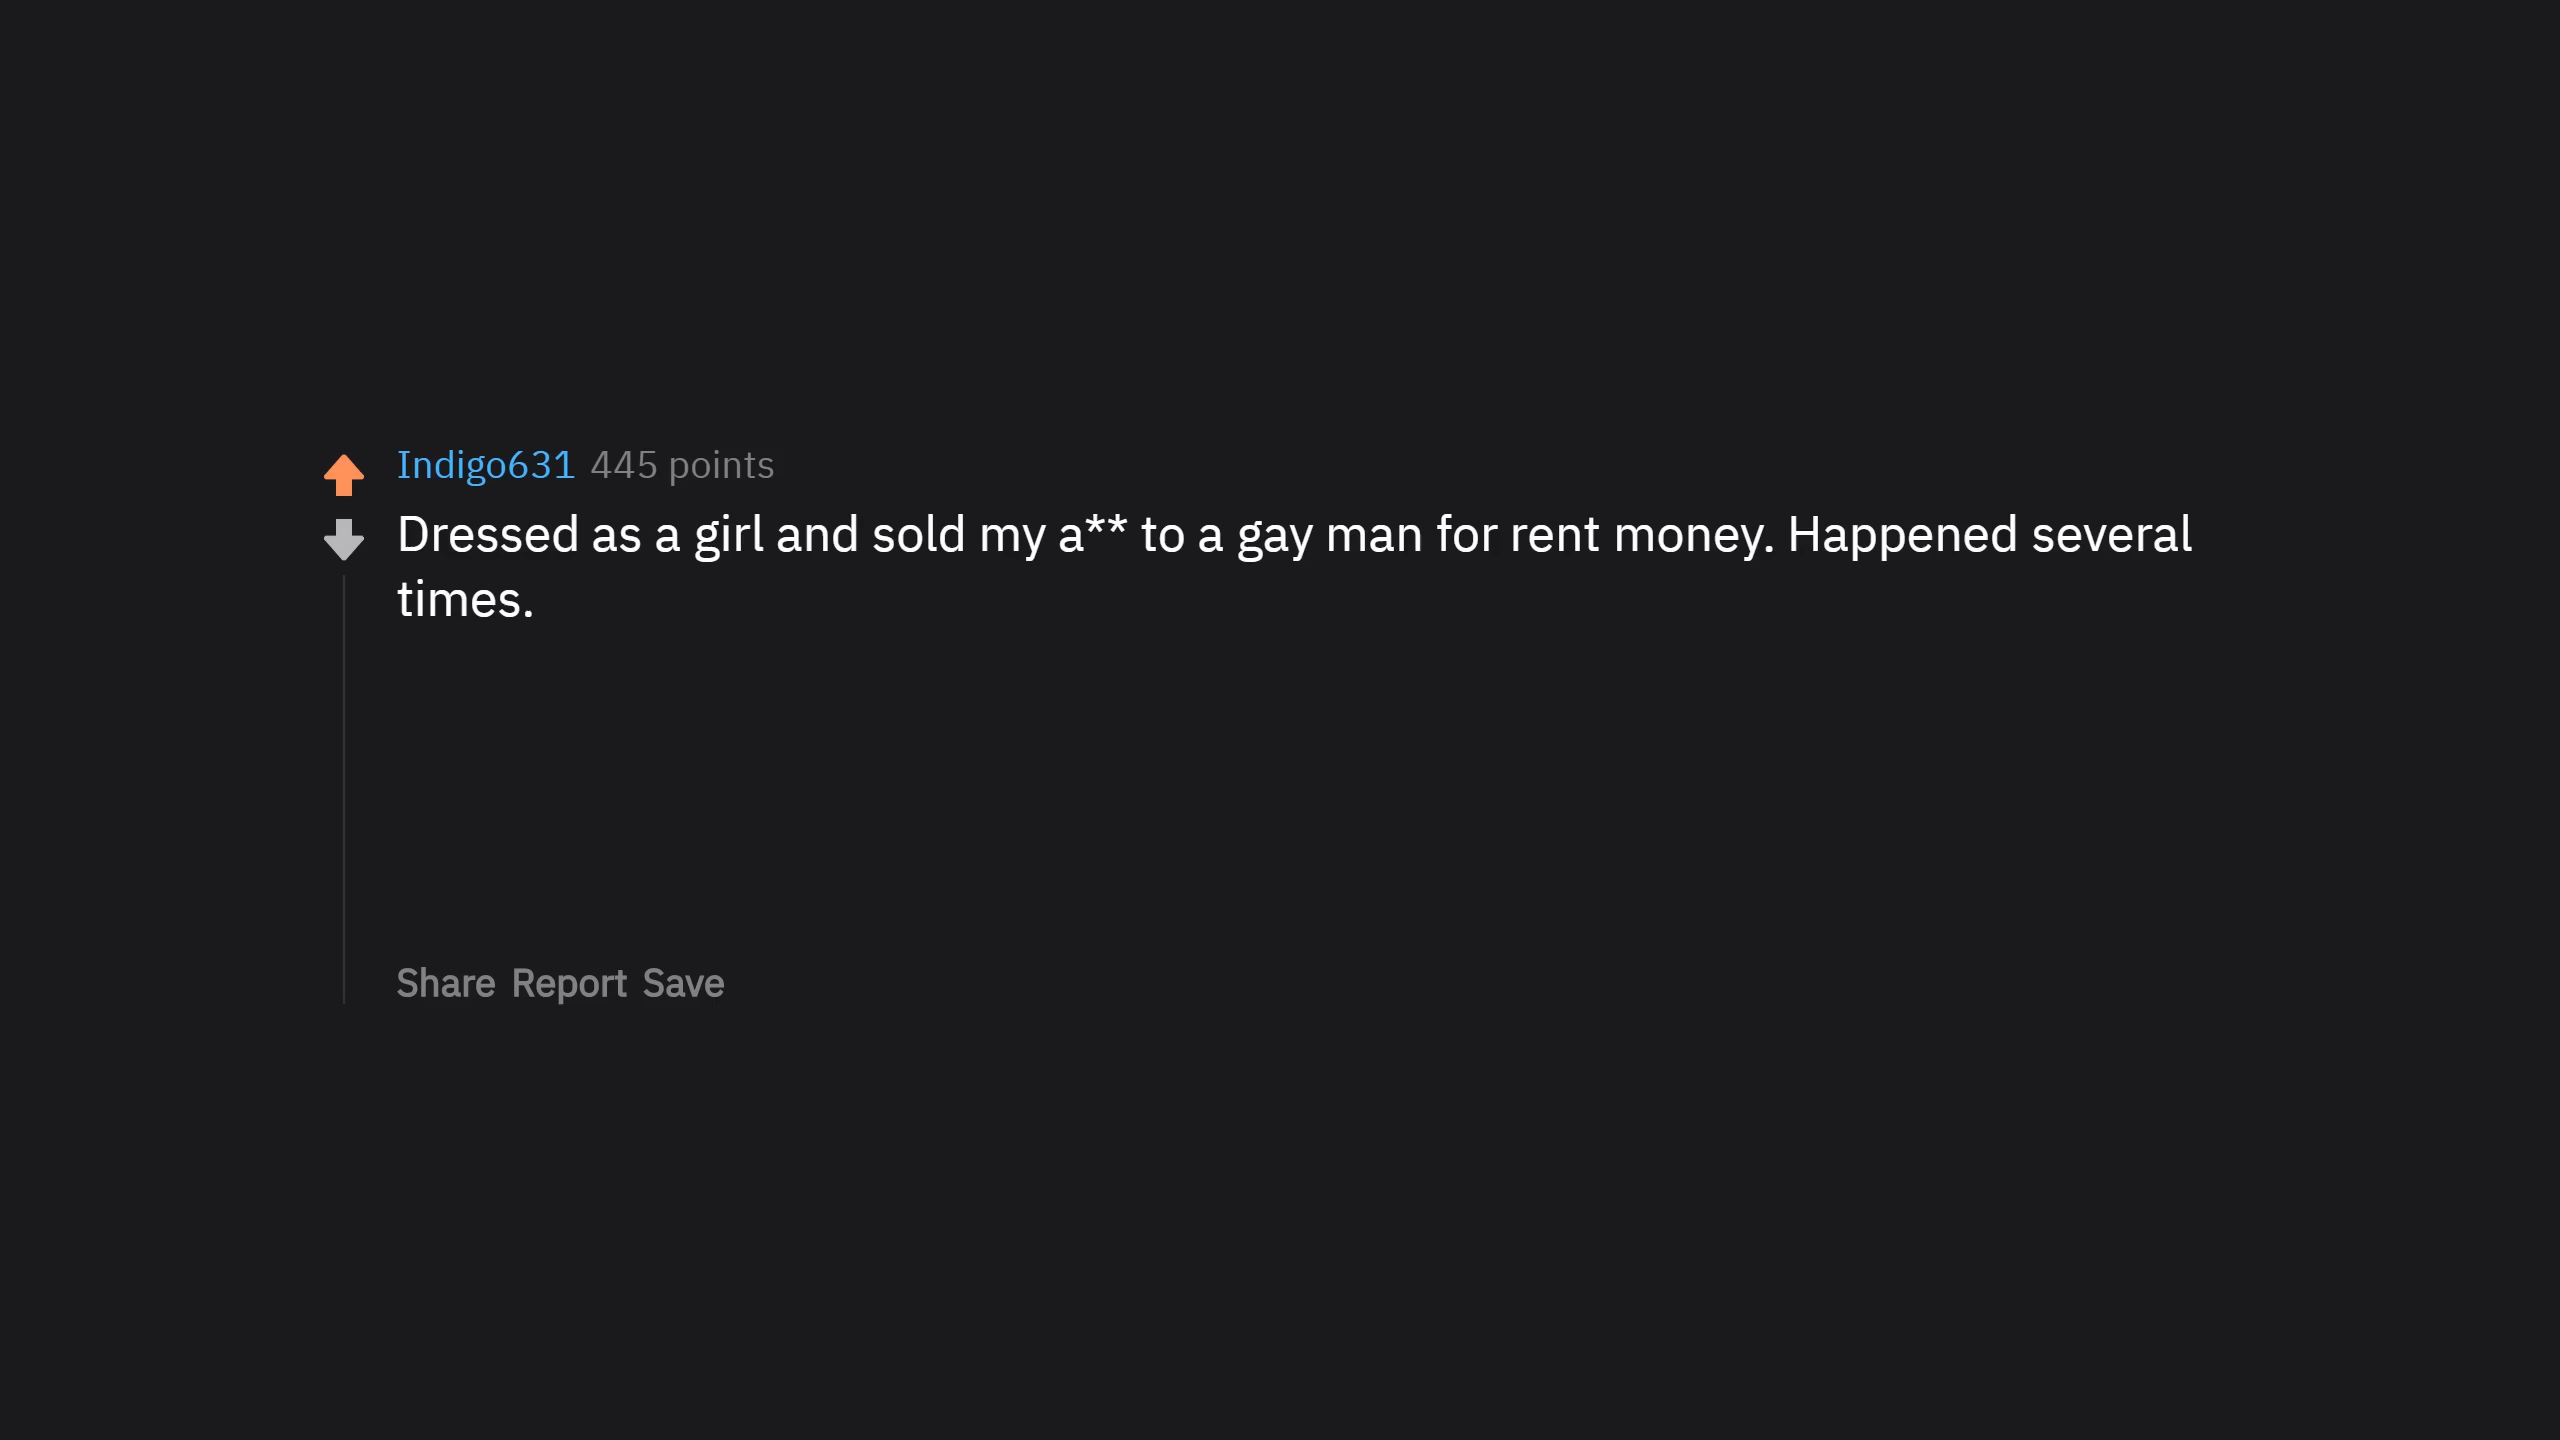 Indigo631 445 points
Dressed as a girl and sold my a** to a gay man for rent money. Happened several
times.
Share Report Save